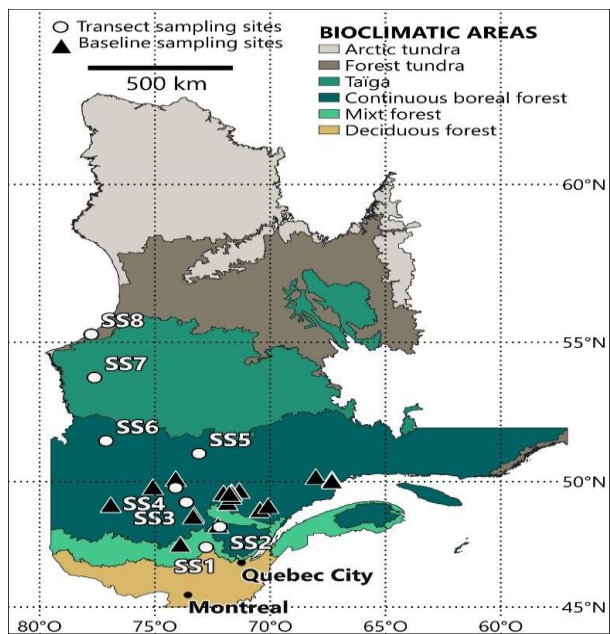 Transect sampling sites
Baseline sampling sites
500 km
BIOCLIMATIC AREAS
Arctic tundra
Forest tundra
Taïga
Continuous boreal forest
Mixt forest
Deciduous forest
60°N
SS8
55°N
SS7
SS6
SS5
50°N
SS4
SS3
SS2
SS1
Quebec City
Montreal
45°N
80°O
75°O
70°O
65°O
60°O